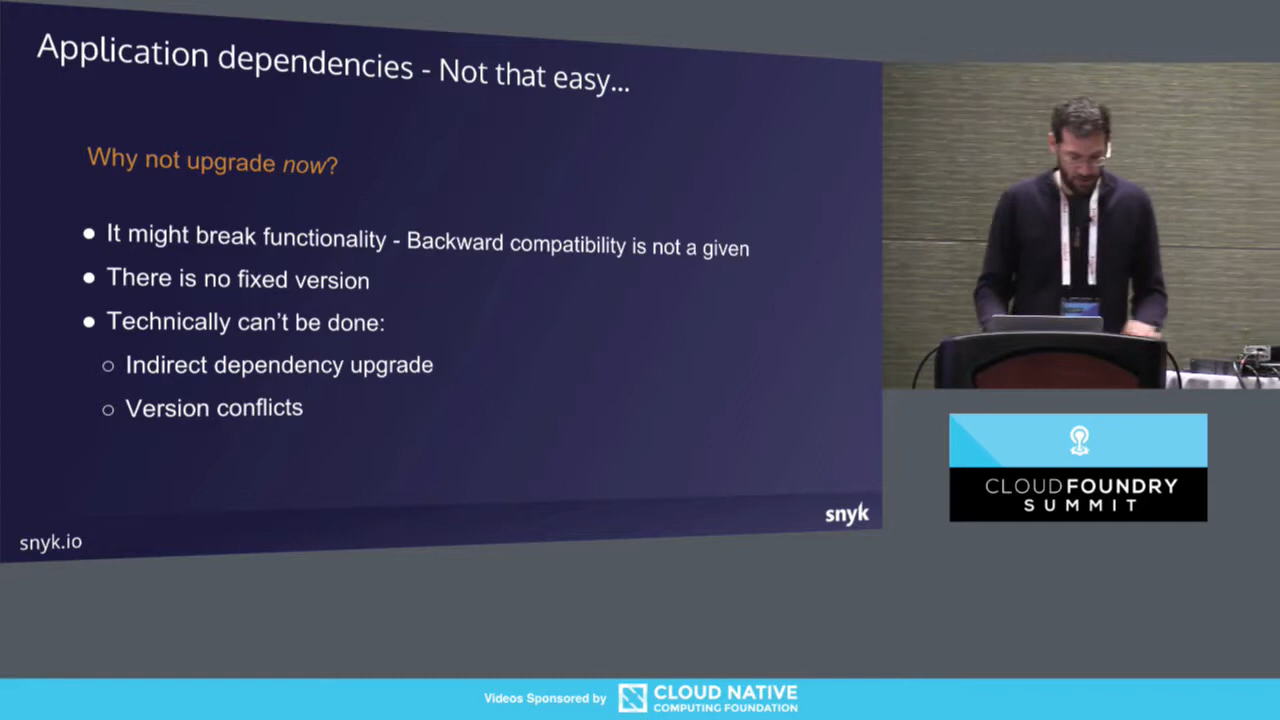 Application dependencies - Not that easy...
Why not upgrade now?
● It might break functionality - Backward compatibility is not a given
● There is no fixed version
● Technically can't be done:
○ Indirect dependency upgrade
○ Version conflicts
snyk.io
snyk
CLOUD FOUNDRY
SUMMIT
Videos Sponsored by
CLOUD NATIVE
COMPUTING FOUNDATION